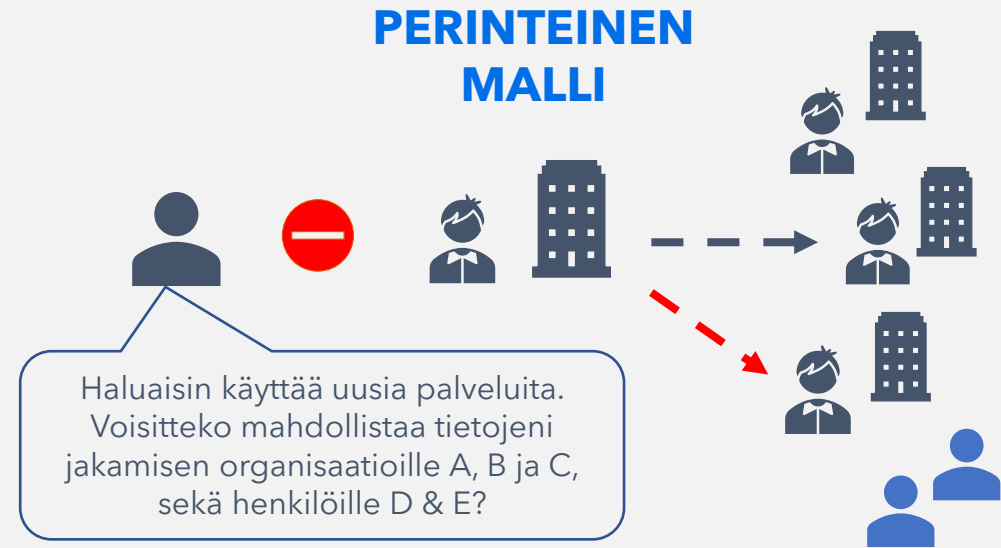 PERINTEINEN
MALLI
Haluaisin käyttää uusia palveluita.
Voisitteko mahdollistaa tietojeni
jakamisen organisaatioille A, B ja C,
sekä henkilöille D & E?